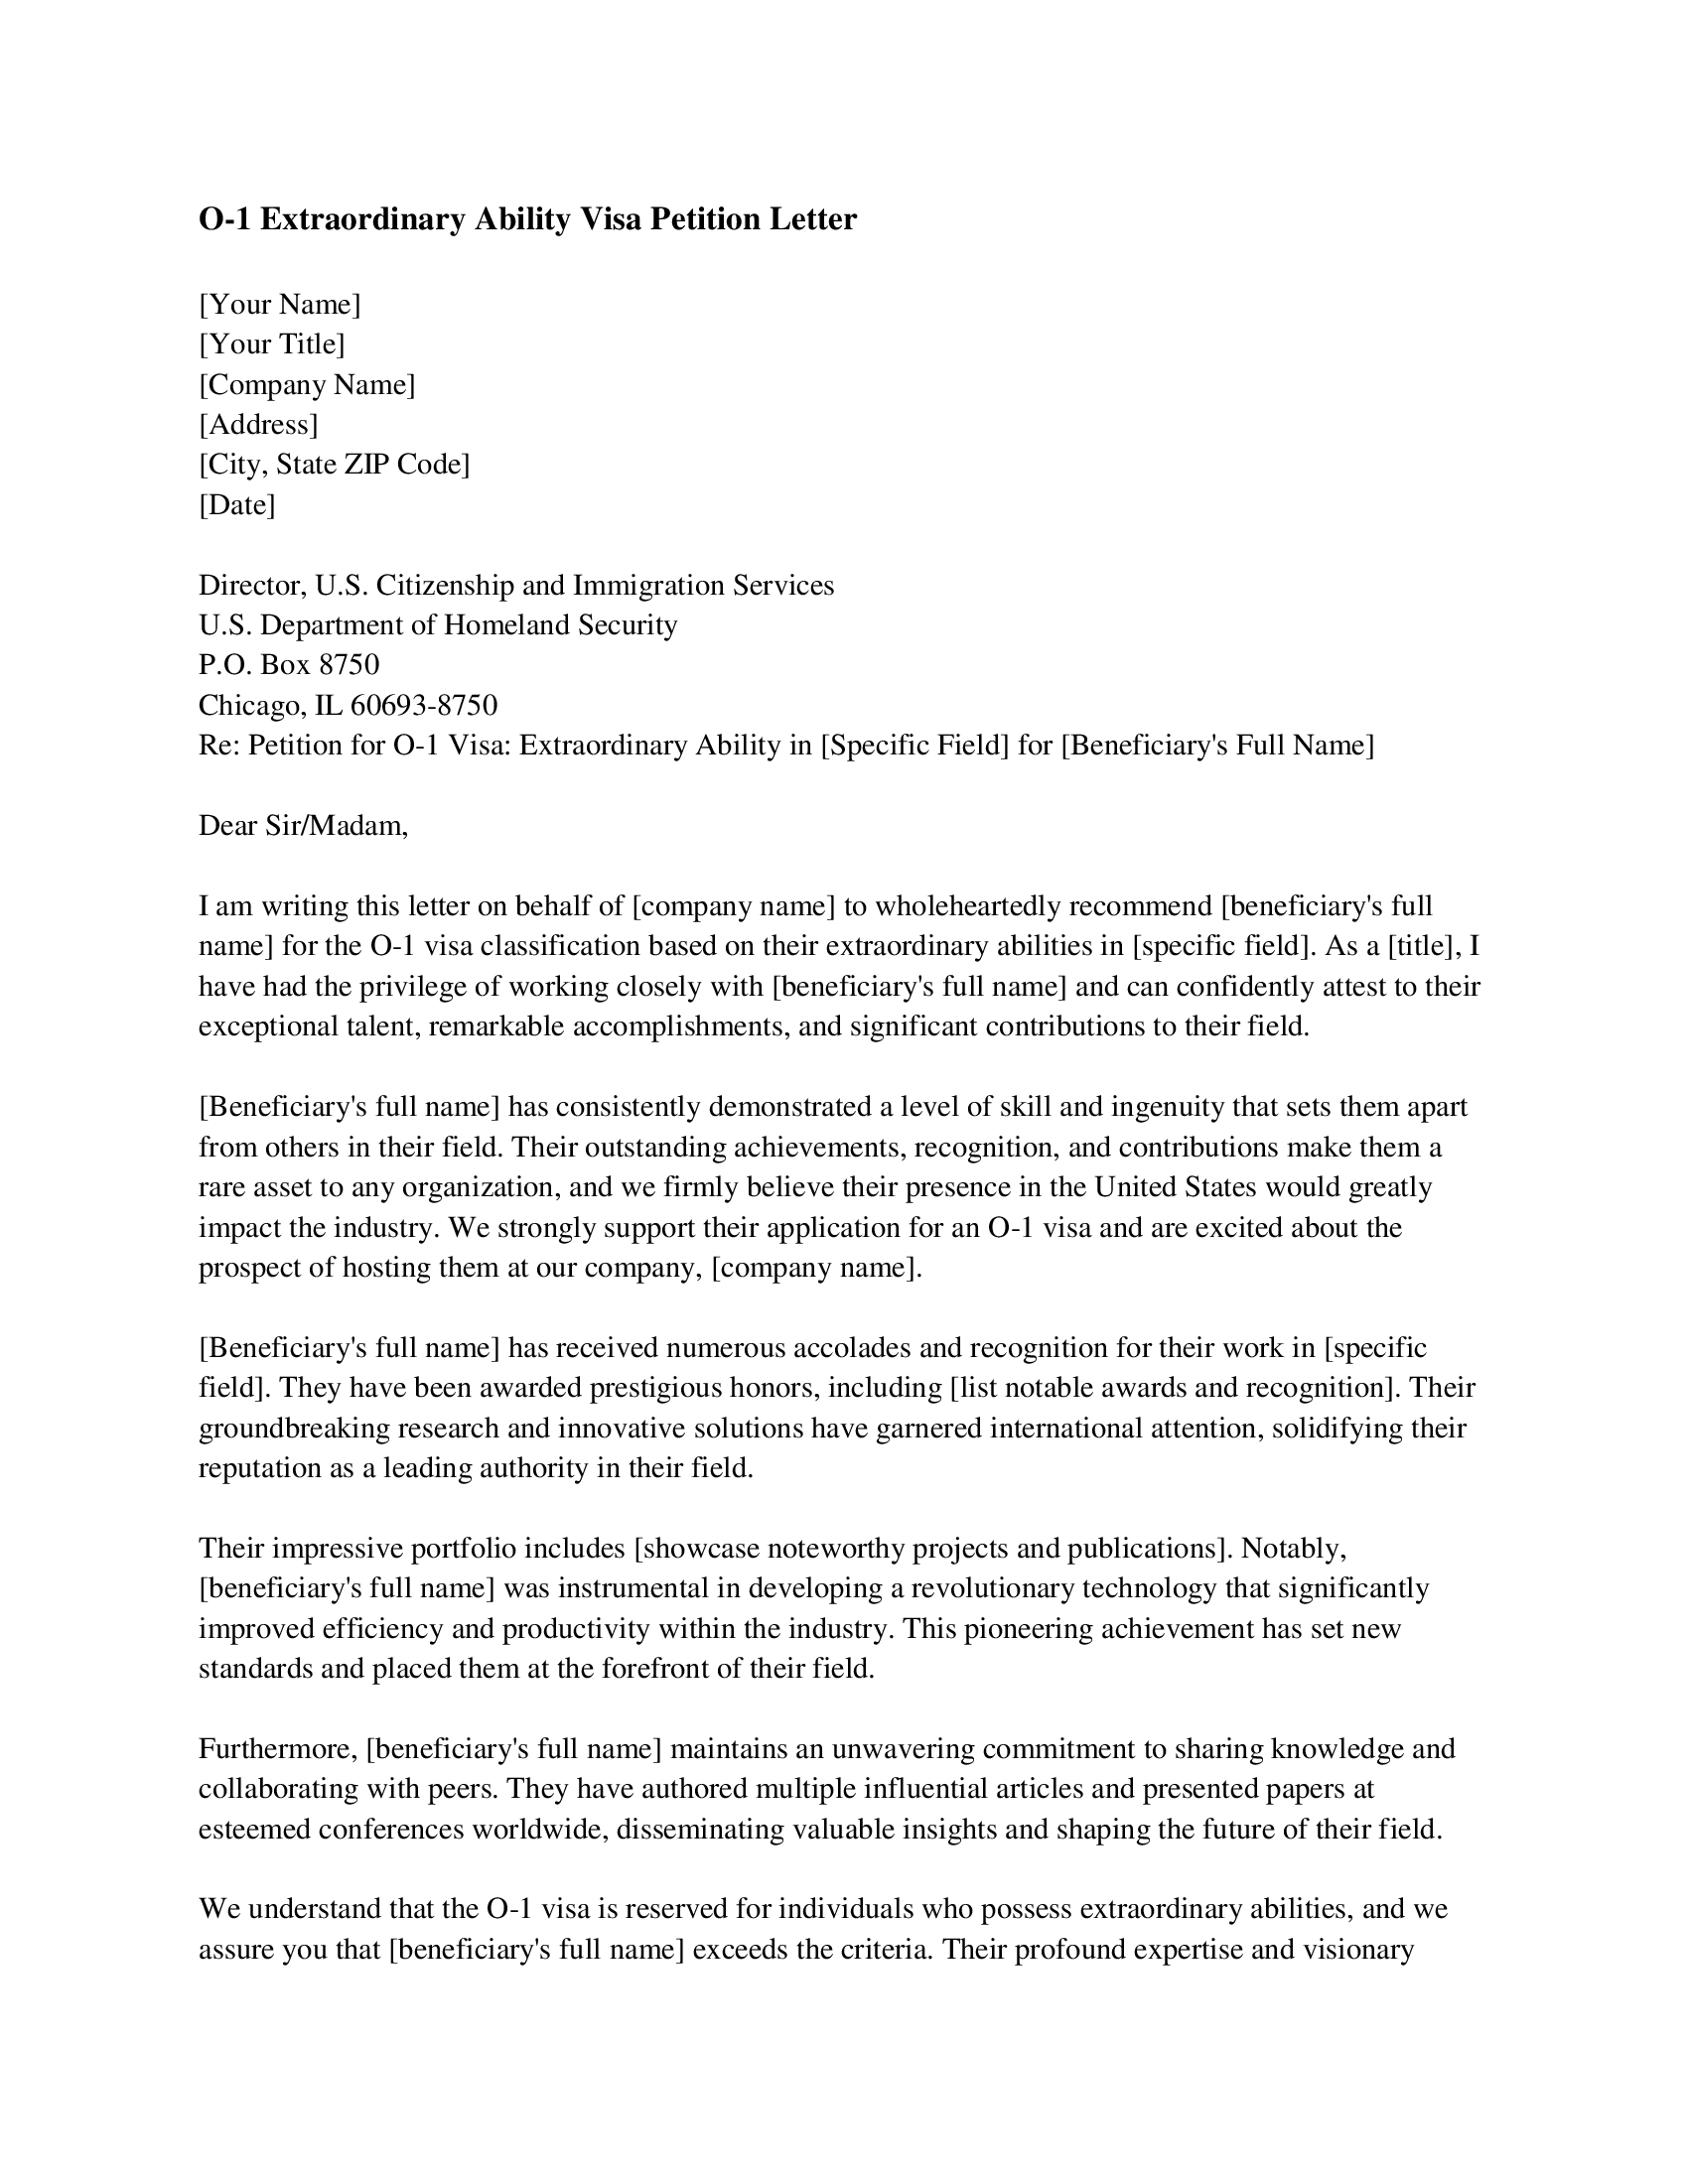 O-1 Extraordinary Ability Visa Petition Letter
[Your Name]
[Your Title]
[Company Name]
[Address]
[City, State ZIP Code]
[Date]
Director, U.S. Citizenship and Immigration Services
U.S. Department of Homeland Security
P.O. Box 8750
Chicago, IL 60693-8750
Re: Petition for O-1 Visa: Extraordinary Ability in [Specific Field] for [Beneficiary's Full Name]
Dear Sir/Madam,
I am writing this letter on behalf of [company name] to wholeheartedly recommend [beneficiary's full
name] for the O-1 visa classification based on their extraordinary abilities in [specific field]. As a [title], I
have had the privilege of working closely with [beneficiary's full name] and can confidently attest to their
exceptional talent, remarkable accomplishments, and significant contributions to their field.
[Beneficiary's full name] has consistently demonstrated a level of skill and ingenuity that sets them apart
from others in their field. Their outstanding achievements, recognition, and contributions make them a
rare asset to any organization, and we firmly believe their presence in the United States would greatly
impact the industry. We strongly support their application for an O-1 visa and are excited about the
prospect of hosting them at our company, [company name].
[Beneficiary's full name] has received numerous accolades and recognition for their work in [specific
field]. They have been awarded prestigious honors, including [list notable awards and recognition]. Their
groundbreaking research and innovative solutions have garnered international attention, solidifying their
reputation as a leading authority in their field.
Their impressive portfolio includes [showcase noteworthy projects and publications]. Notably,
[beneficiary's full name] was instrumental in developing a revolutionary technology that significantly
improved efficiency and productivity within the industry. This pioneering achievement has set new
standards and placed them at the forefront of their field.
Furthermore, [beneficiary's full name] maintains an unwavering commitment to sharing knowledge and
collaborating with peers. They have authored multiple influential articles and presented papers at
esteemed conferences worldwide, disseminating valuable insights and shaping the future of their field.
We understand that the O-1 visa is reserved for individuals who possess extraordinary abilities, and we
assure you that [beneficiary's full name] exceeds the criteria. Their profound expertise and visionary